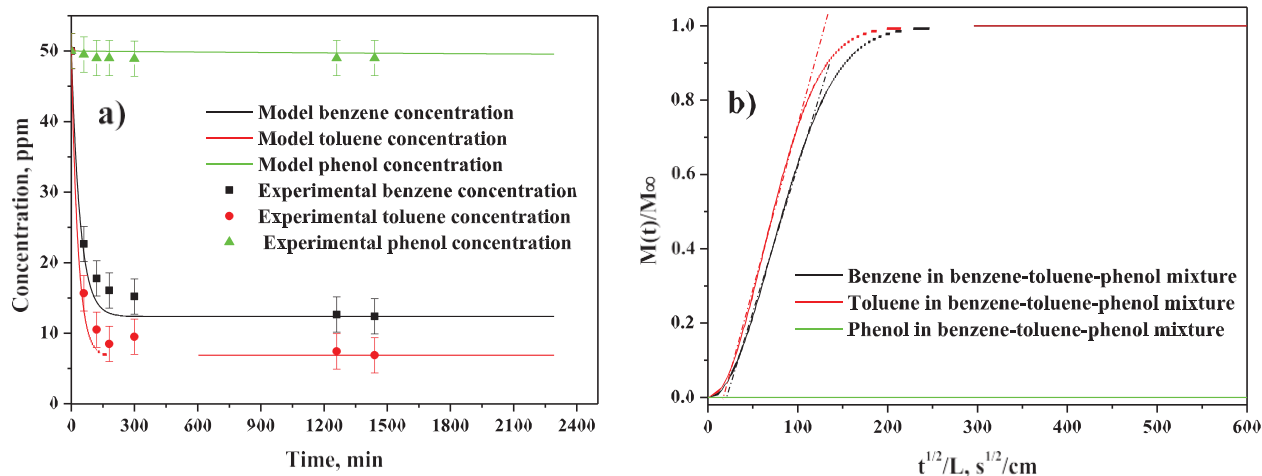 a)
Model benzene concentration
Model toluene concentration
Model phenol concentration
Experimental benzene concentration
Experimental toluene concentration
Experimental phenol concentration
Concentration, ppm
60
50
40
30
20
10
0
0 300 600 900 1200 1500 1800 2100 2400
Time, min
b)
Benzene in benzene-toluene-phenol mixture
Toluene in benzene-toluene-phenol mixture
Phenol in benzene-toluene-phenol mixture
M(t)/M∞
1.0
0.8
0.6
0.4
0.2
0.0
0 100 200 300 400 500 600
t^1/2/L, s^1/2/cm